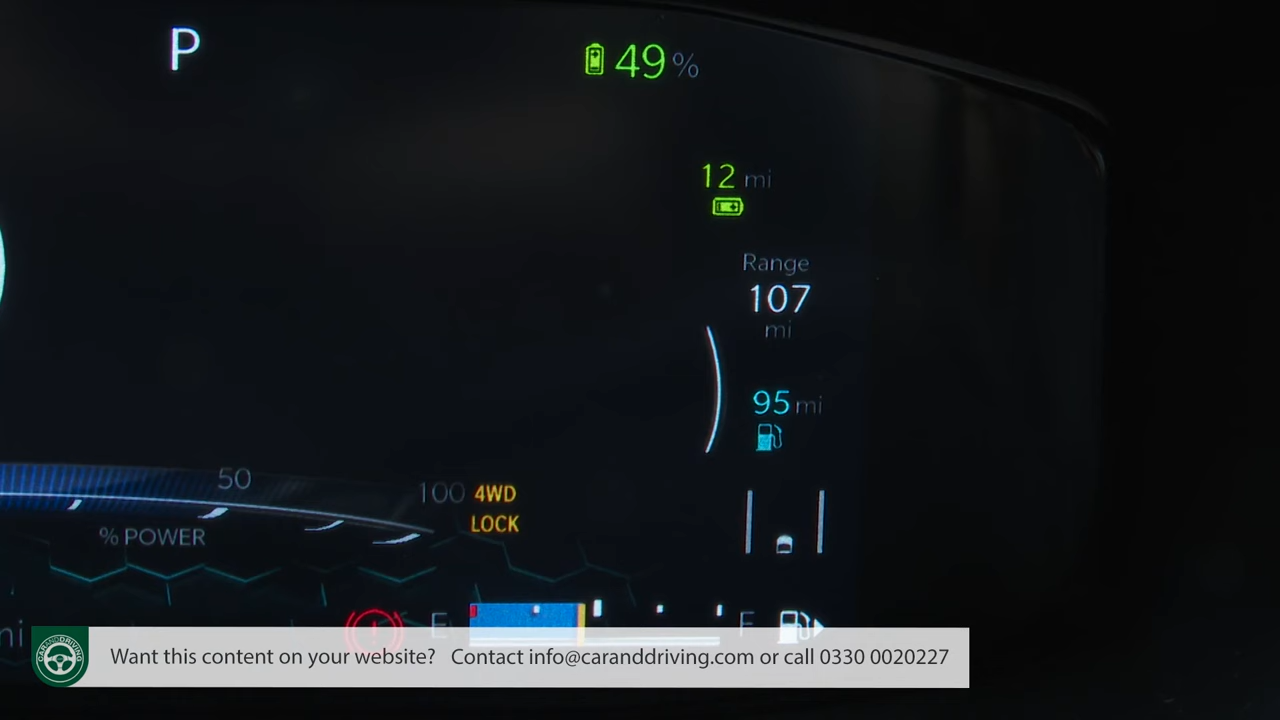 P
49 %
12 mi
Range
107
mi
95 mi
50
100
4WD
LOCK
% POWER
E
F
CARANDDRIVING
Want this content on your website? Contact info@caranddriving.com or call 0330 0020227